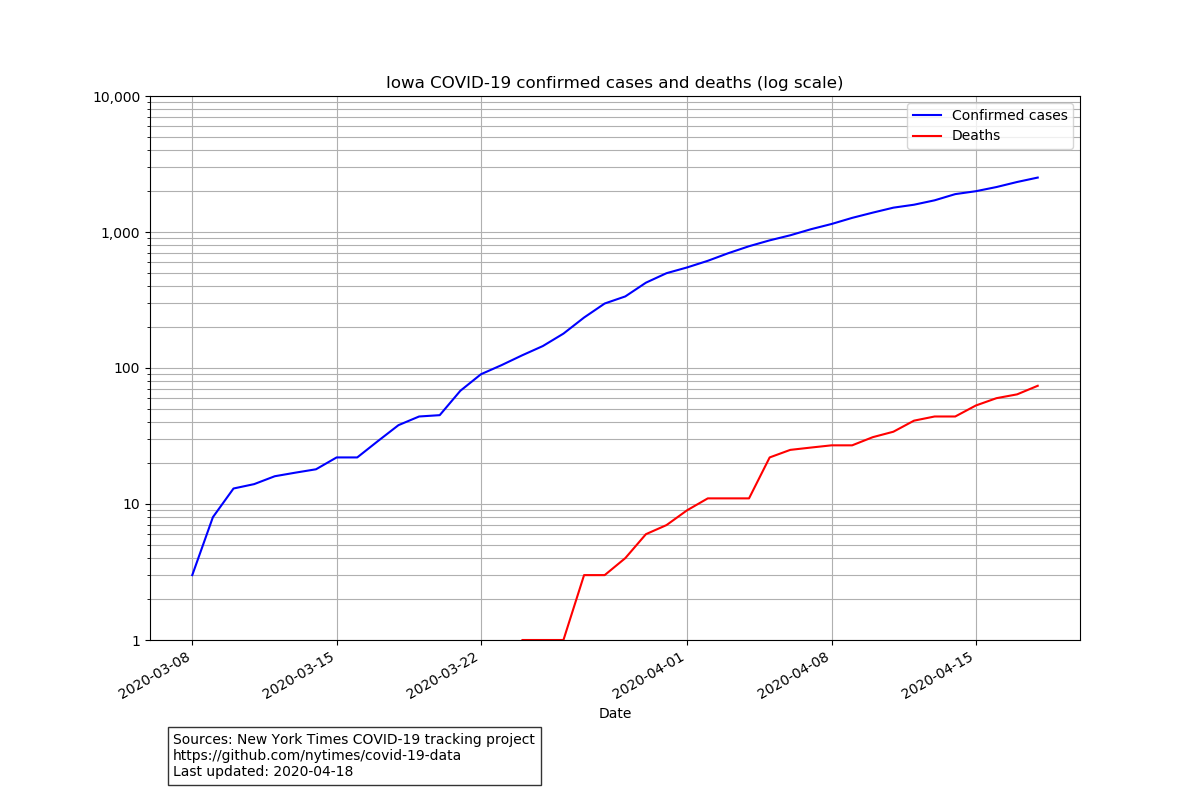 Iowa COVID-19 confirmed cases and deaths (log scale)
10,000
1,000
100
10
1
Confirmed cases
Deaths
2020-03-08
2020-03-15
2020-03-22
2020-04-01
2020-04-08
2020-04-15
Date
Sources: New York Times COVID-19 tracking project
https://github.com/nytimes/covid-19-data
Last updated: 2020-04-18